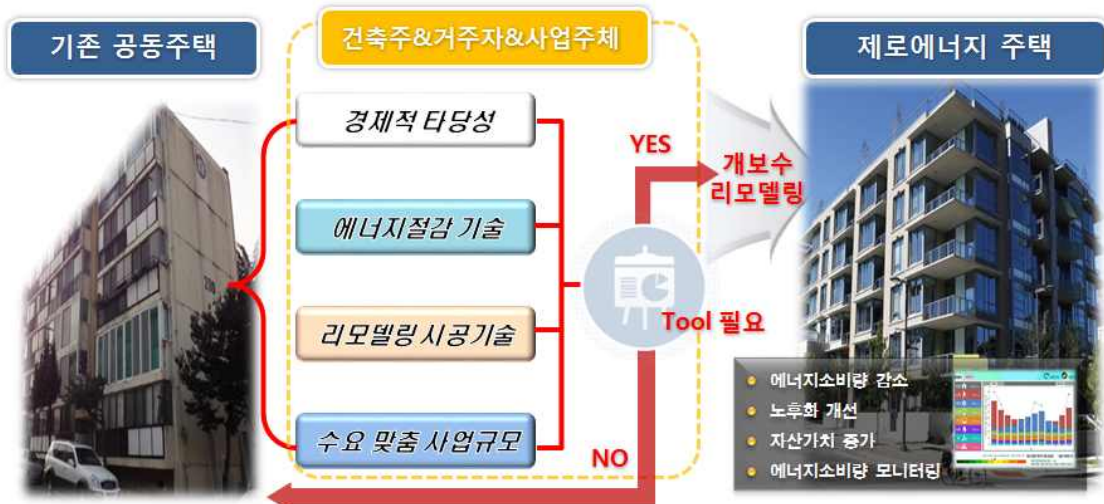 기존 공동주택
건축주&거주자&사업주체
제로에너지 주택
경제적 타당성
에너지절감 기술
리모델링 시공기술
수요 맞춤 사업규모
YES
개보수
리모델링
Tool 필요
NO
에너지소비량 감소
노후화 개선
자산가치 증가
에너지소비량 모니터링